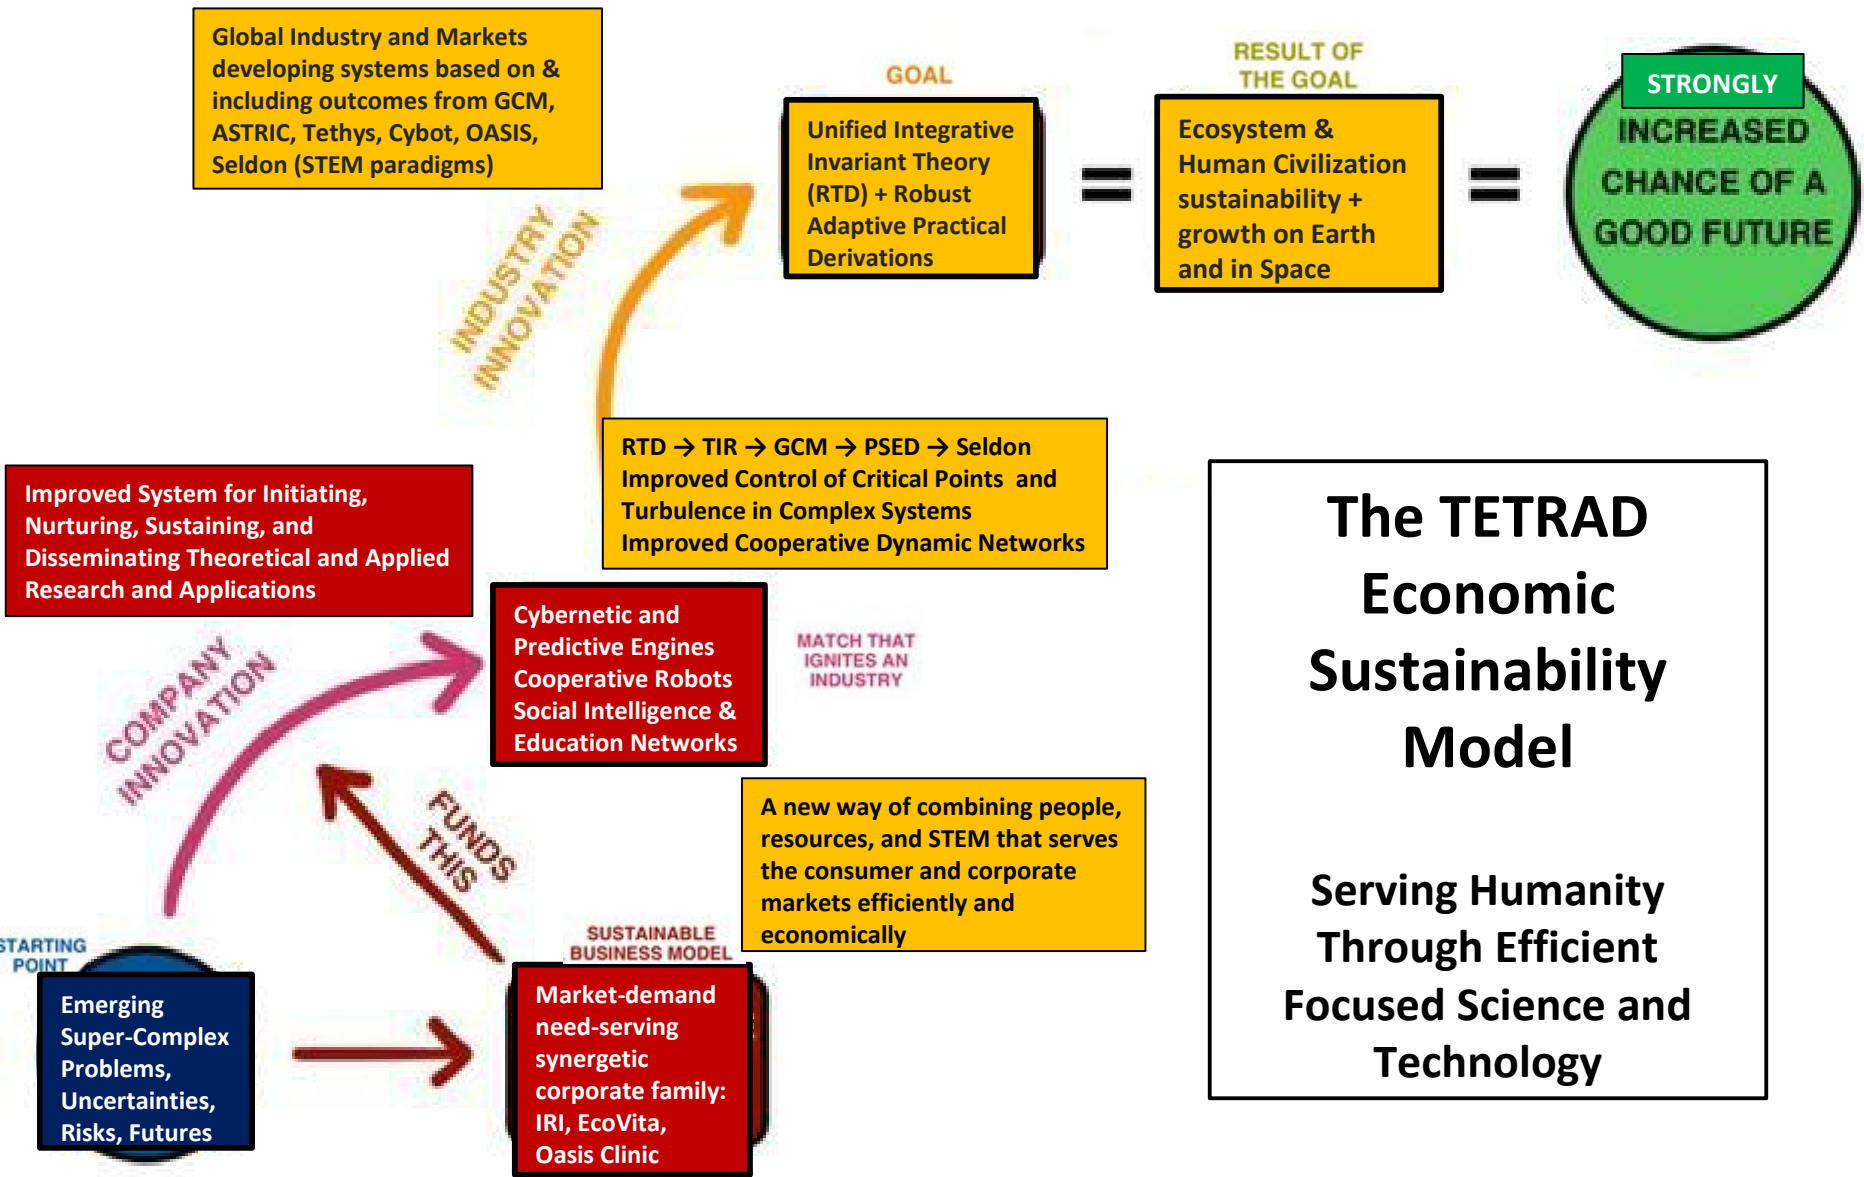 Global Industry and Markets
developing systems based on &
including outcomes from GCM,
ASTRIC, Tethys, Cybot, OASIS,
Seldon (STEM paradigms)
GOAL
Unified Integrative
Invariant Theory
(RTD) + Robust
Adaptive Practical
Derivations
=
RESULT OF
THE GOAL
Ecosystem &
Human Civilization
sustainability +
growth on Earth
and in Space
=
STRONGLY
INCREASED
CHANCE OF A
GOOD FUTURE
INDUSTRY
INNOVATION
RTD → TIR → GCM → PSED → Seldon
Improved Control of Critical Points and
Turbulence in Complex Systems
Improved Cooperative Dynamic Networks
Improved System for Initiating,
Nurturing, Sustaining, and
Disseminating Theoretical and Applied
Research and Applications
COMPANY
INNOVATION
Cybernetic and
Predictive Engines
Cooperative Robots
Social Intelligence &
Education Networks
MATCH THAT
IGNITES AN
INDUSTRY
FUNDS
THIS
A new way of combining people,
resources, and STEM that serves
the consumer and corporate
markets efficiently and
economically
STARTING
POINT
Emerging
Super-Complex
Problems,
Uncertainties,
Risks, Futures
SUSTAINABLE
BUSINESS MODEL
Market-demand
need-serving
synergetic
corporate family:
IRI, EcoVita,
Oasis Clinic
The TETRAD
Economic
Sustainability
Model
Serving Humanity
Through Efficient
Focused Science and
Technology